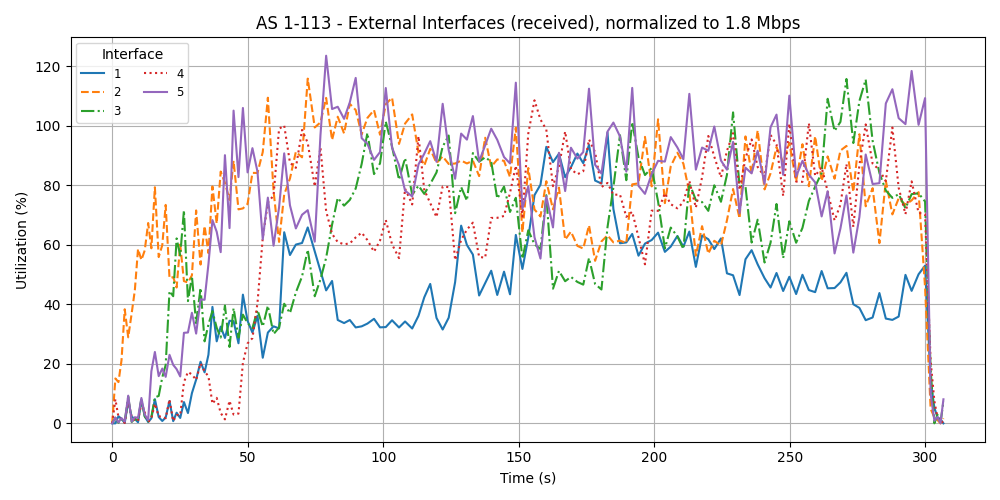 AS 1-113 - External Interfaces (received), normalized to 1.8 Mbps
Interface
1 4
2 5
3
120
100
80
60
40
20
0
Utilization (%)
0 50 100 150 200 250 300
Time (s)